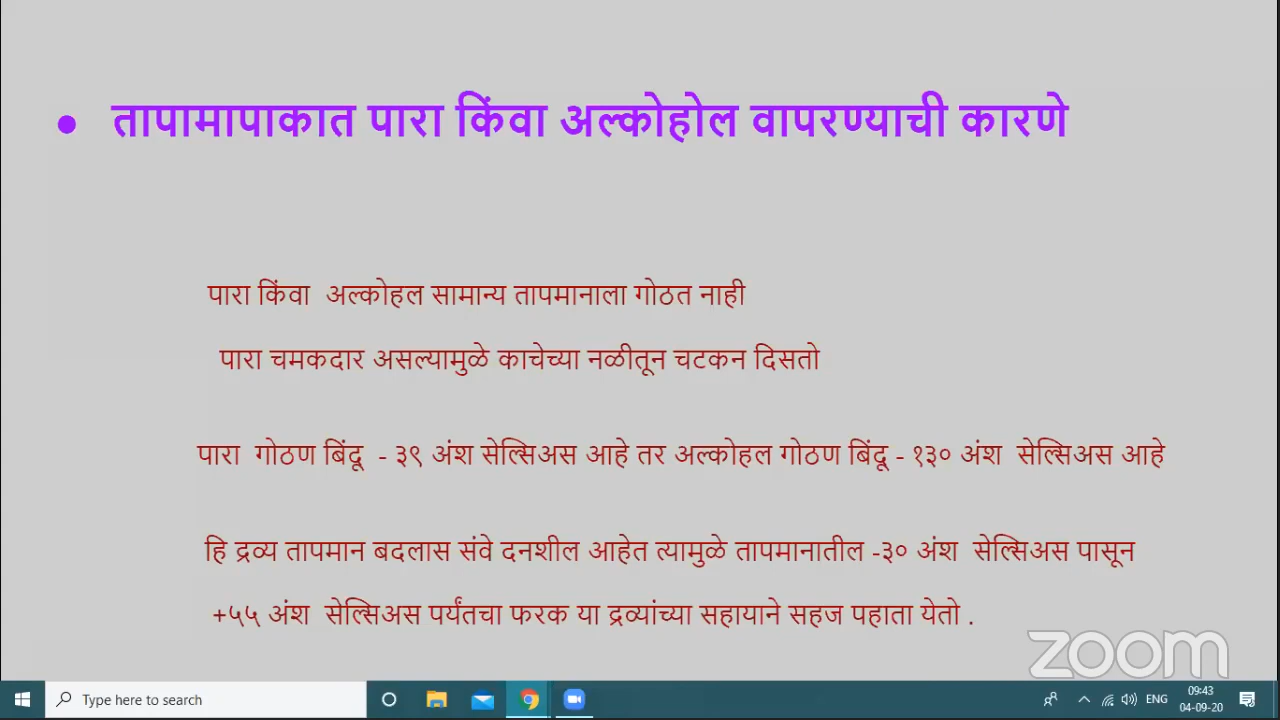 • तापामापाकात पारा किंवा अल्कोहोल वापरण्याची कारणे
पारा किंवा अल्कोहल सामान्य तापमानाला गोठत नाही
पारा चमकदार असल्यामुळे काचेच्या नळीतून चटकन दिसतो
पारा गोठण बिंदू - ३९ अंश सेल्सिअस आहे तर अल्कोहल गोठण बिंदू - १३० अंश सेल्सिअस आहे
हि द्रव्य तापमान बदलास संवे दनशील आहेत त्यामुळे तापमानातील -३० अंश सेल्सिअस पासून
+५५ अंश सेल्सिअस पर्यंतचा फरक या द्रव्यांच्या सहायाने सहज पहाता येतो .
zoom
Type here to search
ENG
09:43
04-09-20